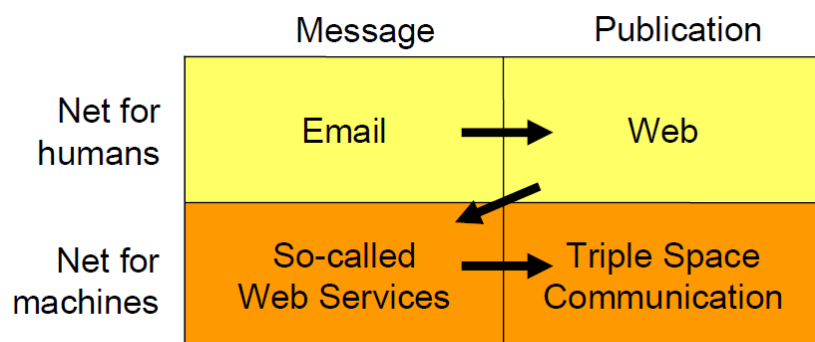 Message Publication
Net for
humans
Email
Web
Net for
machines
So-called
Web Services
Triple Space
Communication